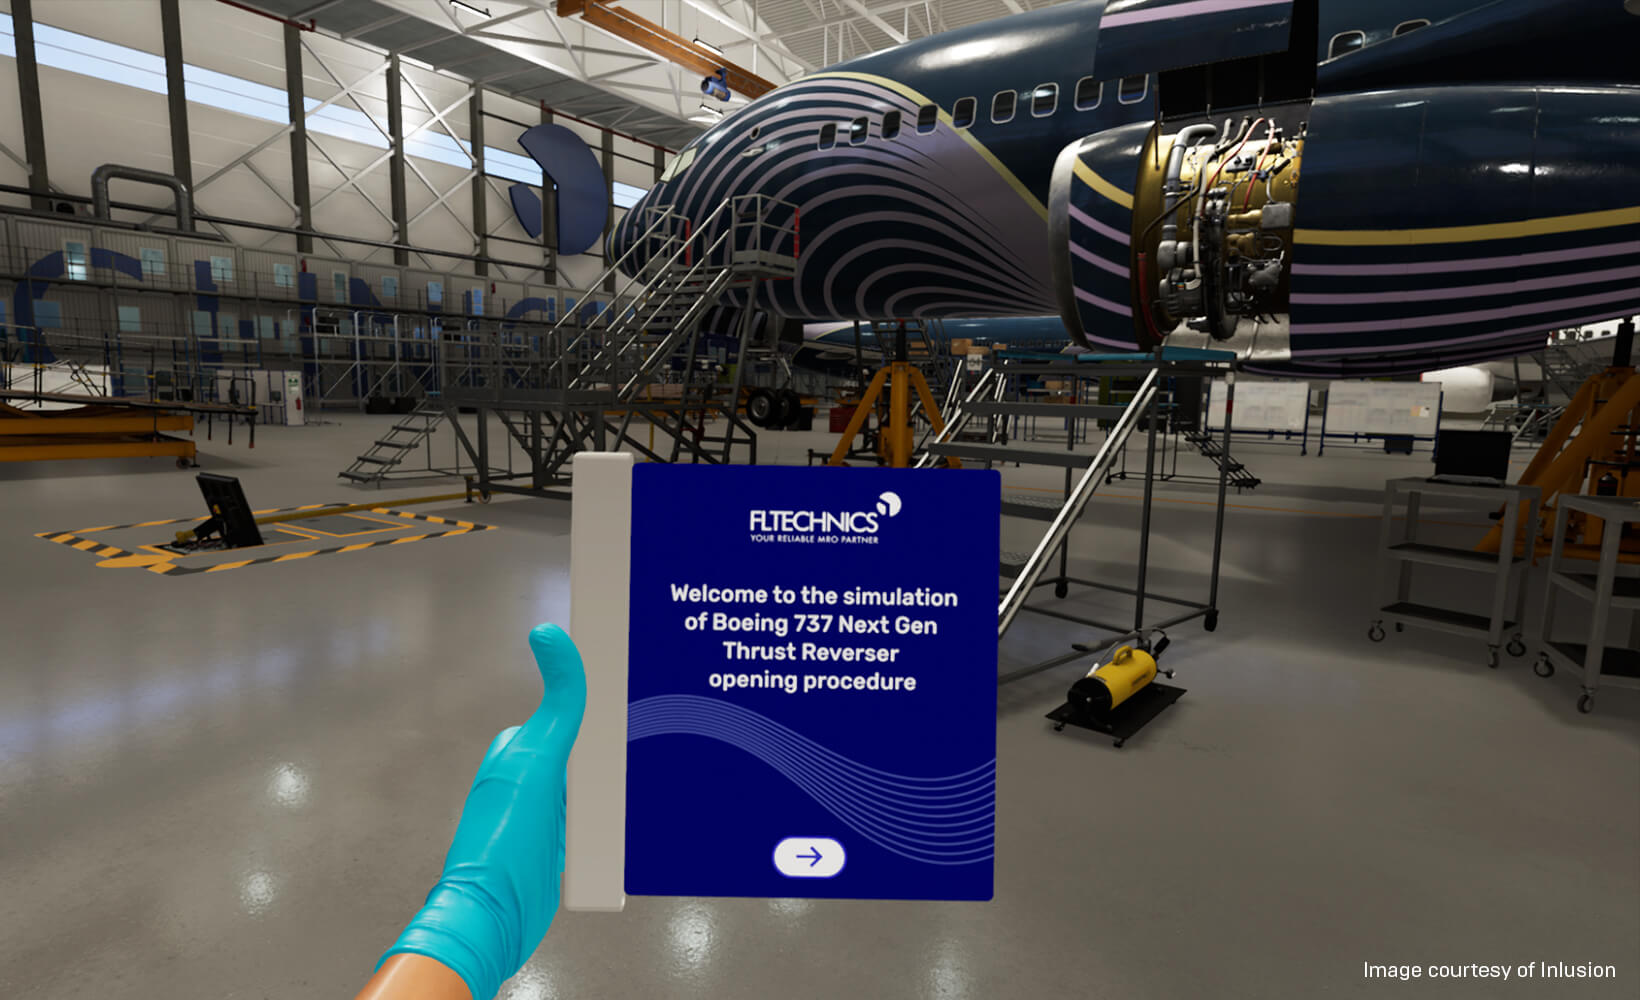 FLTECHNICS
YOUR RELIABLE MRO PARTNER
Welcome to the simulation
of Boeing 737 Next Gen
Thrust Reverser
opening procedure
Image courtesy of Inlusion